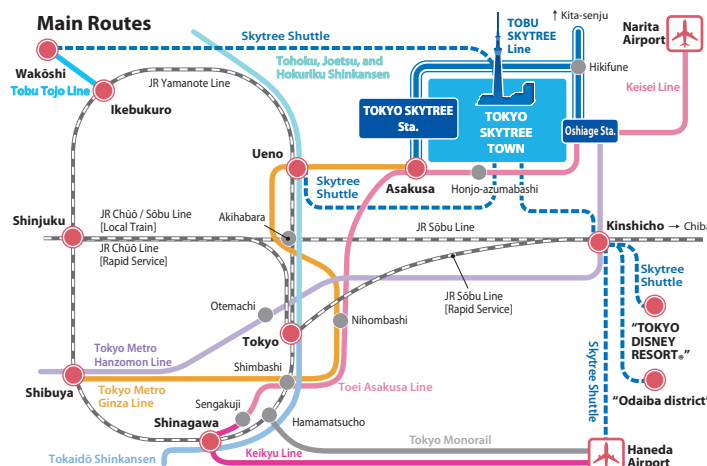 Main Routes
Skytree Shuttle
TOBU
SKYTREE
Line
↑ Kita-senju
Narita
Airport
Wakōshi
Tobu Tojo Line
Ikebukuro
JR Yamanote Line
Tohoku, Joetsu, and
Hokuriku Shinkansen
Hikifune
Keisei Line
TOKYO SKYTREE
Sta.
TOKYO
SKYTREE
TOWN
Oshiage Sta.
Ueno
Skytree
Shuttle
Asakusa
Honjo-azumabashi
Skytree
Shuttle
Shinjuku
JR Chūō / Sōbu Line
[Local Train]
JR Chūō Line
[Rapid Service]
Akihabara
JR Sōbu Line
Kinshicho → Chiba
JR Sōbu Line
[Rapid Service]
Skytree
Shuttle
Otemachi
Tokyo
Nihombashi
"TOKYO
DISNEY
RESORT®"
Tokyo Metro
Hanzomon Line
Shimbashi
Skytree Shuttle
Shibuya
Tokyo Metro
Ginza Line
Toei Asakusa Line
"Odaiba district"
Sengakuji
Shinagawa
Hamamatsucho
Tokyo Monorail
Tokaidō Shinkansen
Keikyu Line
Haneda
Airport